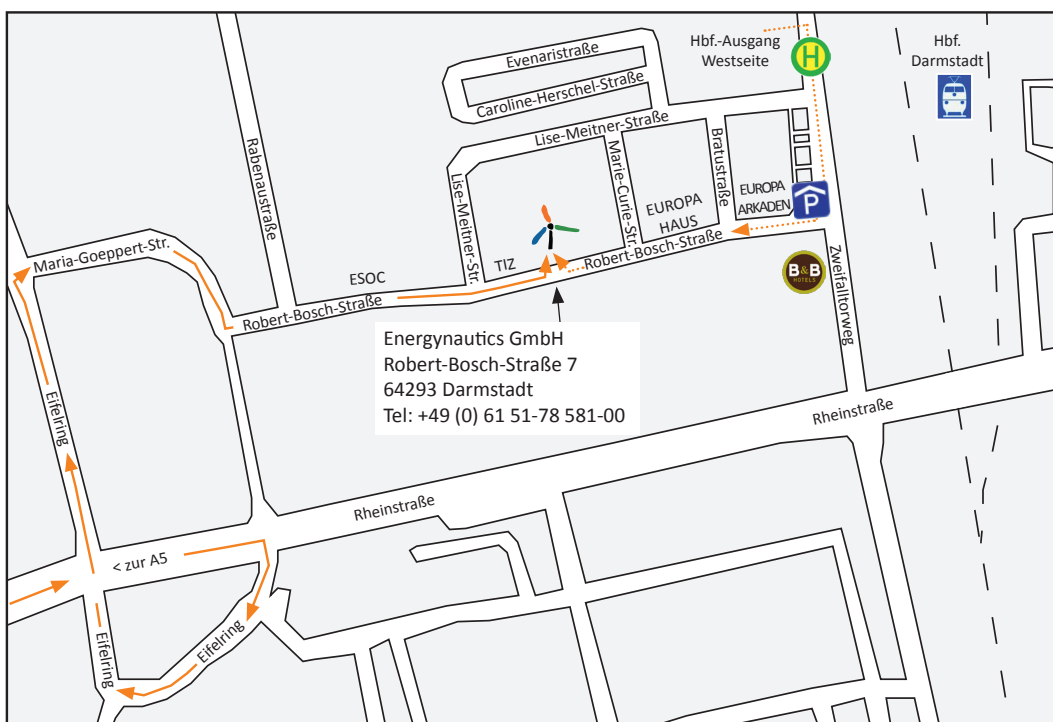 Hbf.-Ausgang
Westseite
H
Hbf.
Darmstadt
Evenaristraße
Caroline-Herschel-Straße
Lise-Meitner-Straße
Rabenaustraße
Lise-Meitner-Str.
Marie-Curie-Str.
Bratustraße
EUROPA
HAUS
EUROPA
ARKADEN
P
Maria-Goeppert-Str.
ESOC
TIZ
Robert-Bosch-Straße
Robert-Bosch-Straße
B&B
HOTELS
Zweifalltorweg
Energynautics GmbH
Robert-Bosch-Straße 7
64293 Darmstadt
Tel: +49 (0) 61 51-78 581-00
Eifelring
Rheinstraße
Rheinstraße
< zur A5
Eifelring
Eifelring